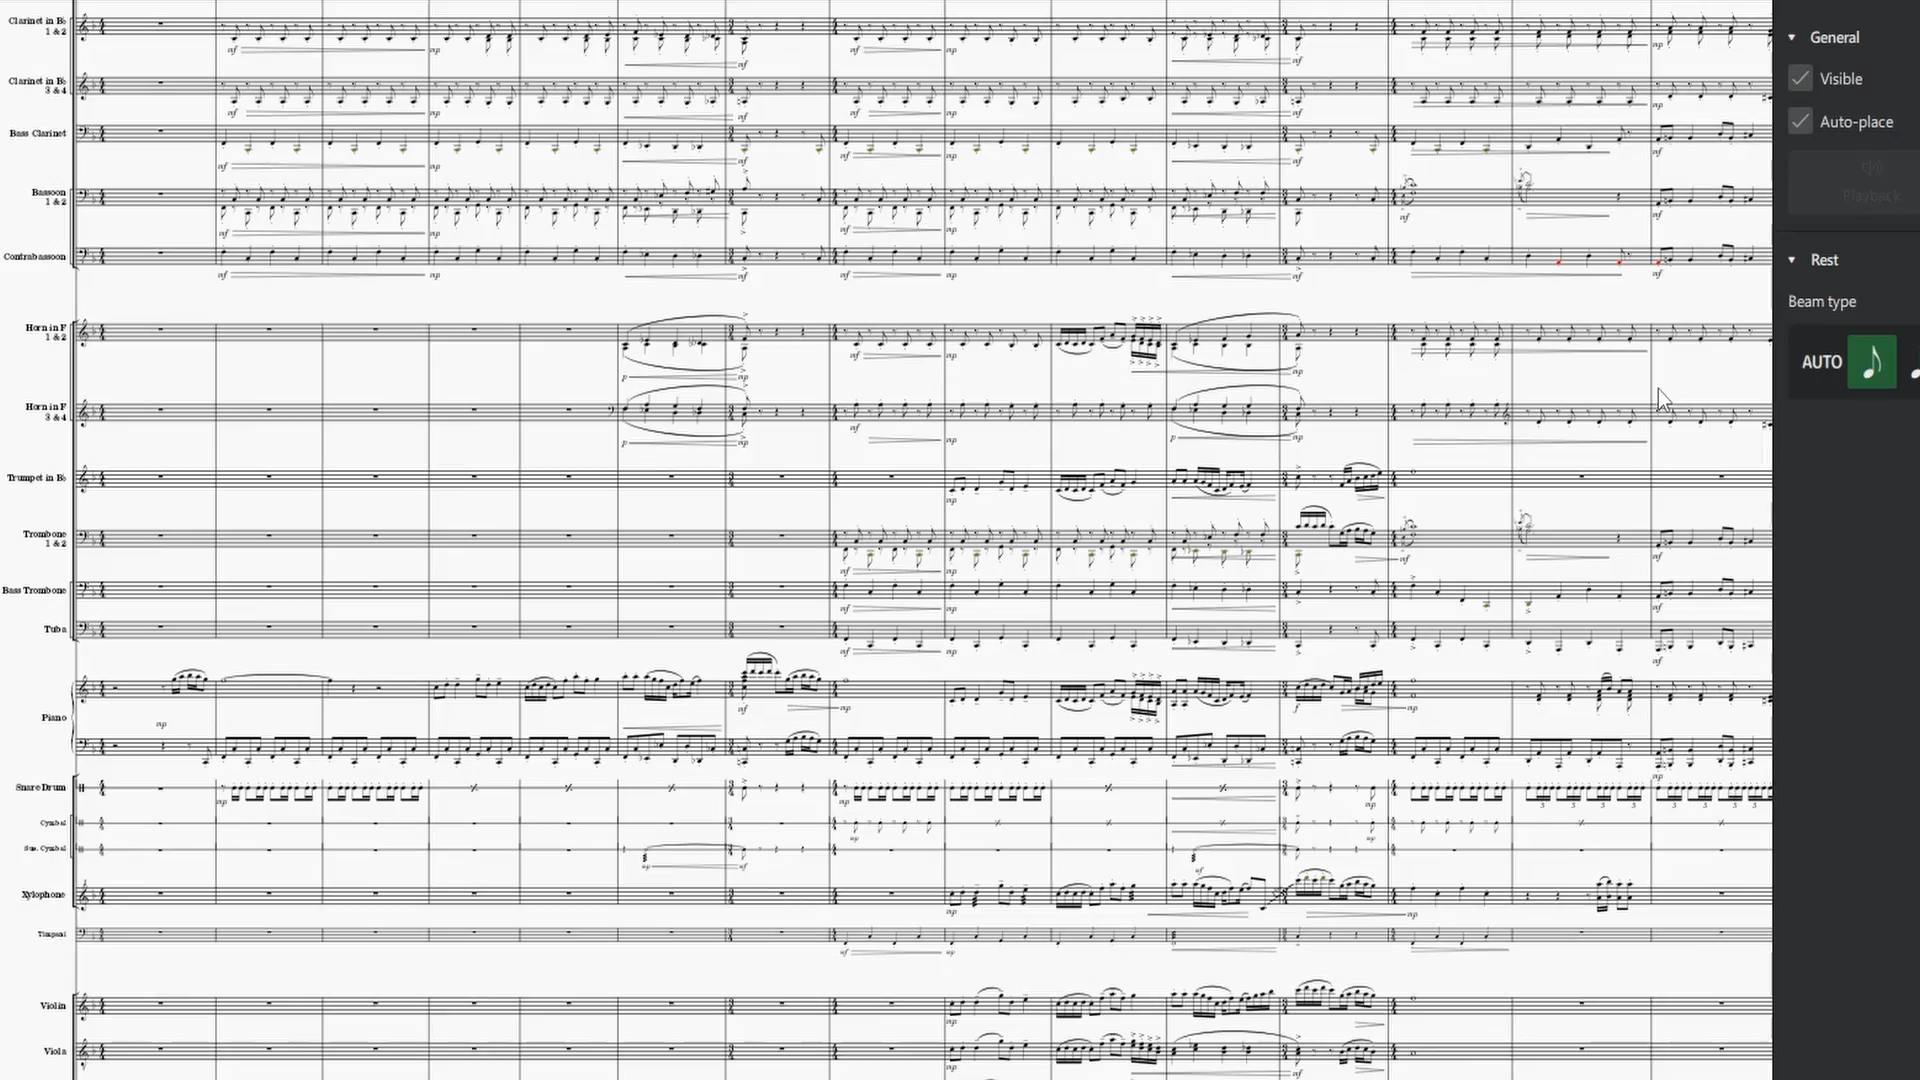 Clarinet in B♭
1 & 2
Clarinet in B♭
3 & 4
Bass Clarinet
Bassoon
1 & 2
Contrabassoon
Horn in F
1 & 2
Horn in F
3 & 4
Trumpet in B♭
Trombone
1 & 2
Bass Trombone
Tuba
Piano
Snare Drum
Cymbal
Sus. Cymbal
Xylophone
Timpani
Violin
Viola
General
Visible
Auto-place
Playback
Rest
Beam type
AUTO